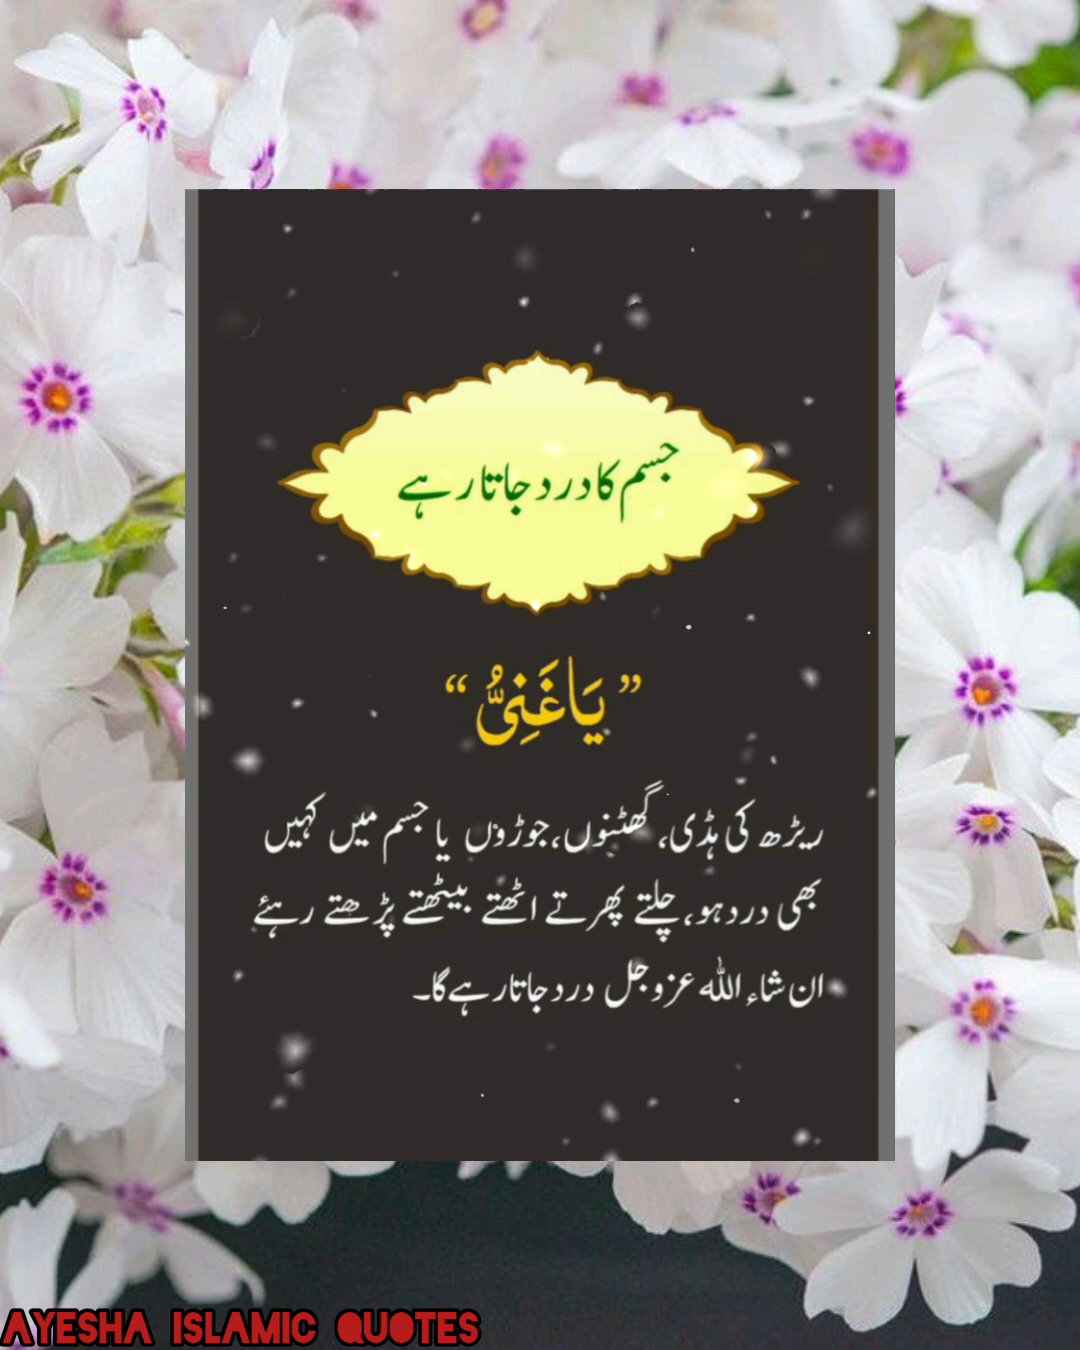 جسم کا درد جاتا رہے
”یَاغَنِیُّ“
ریڑھ کی ہڈی، گھٹنوں، جوڑوں یا جسم میں کہیں
بھی درد ہو، چلتے پھرتے اٹھتے بیٹھتے پڑھتے رہئے
ان شاء اللہ عزوجل درد جاتا رہے گا۔
AYESHA ISLAMIC QUOTES